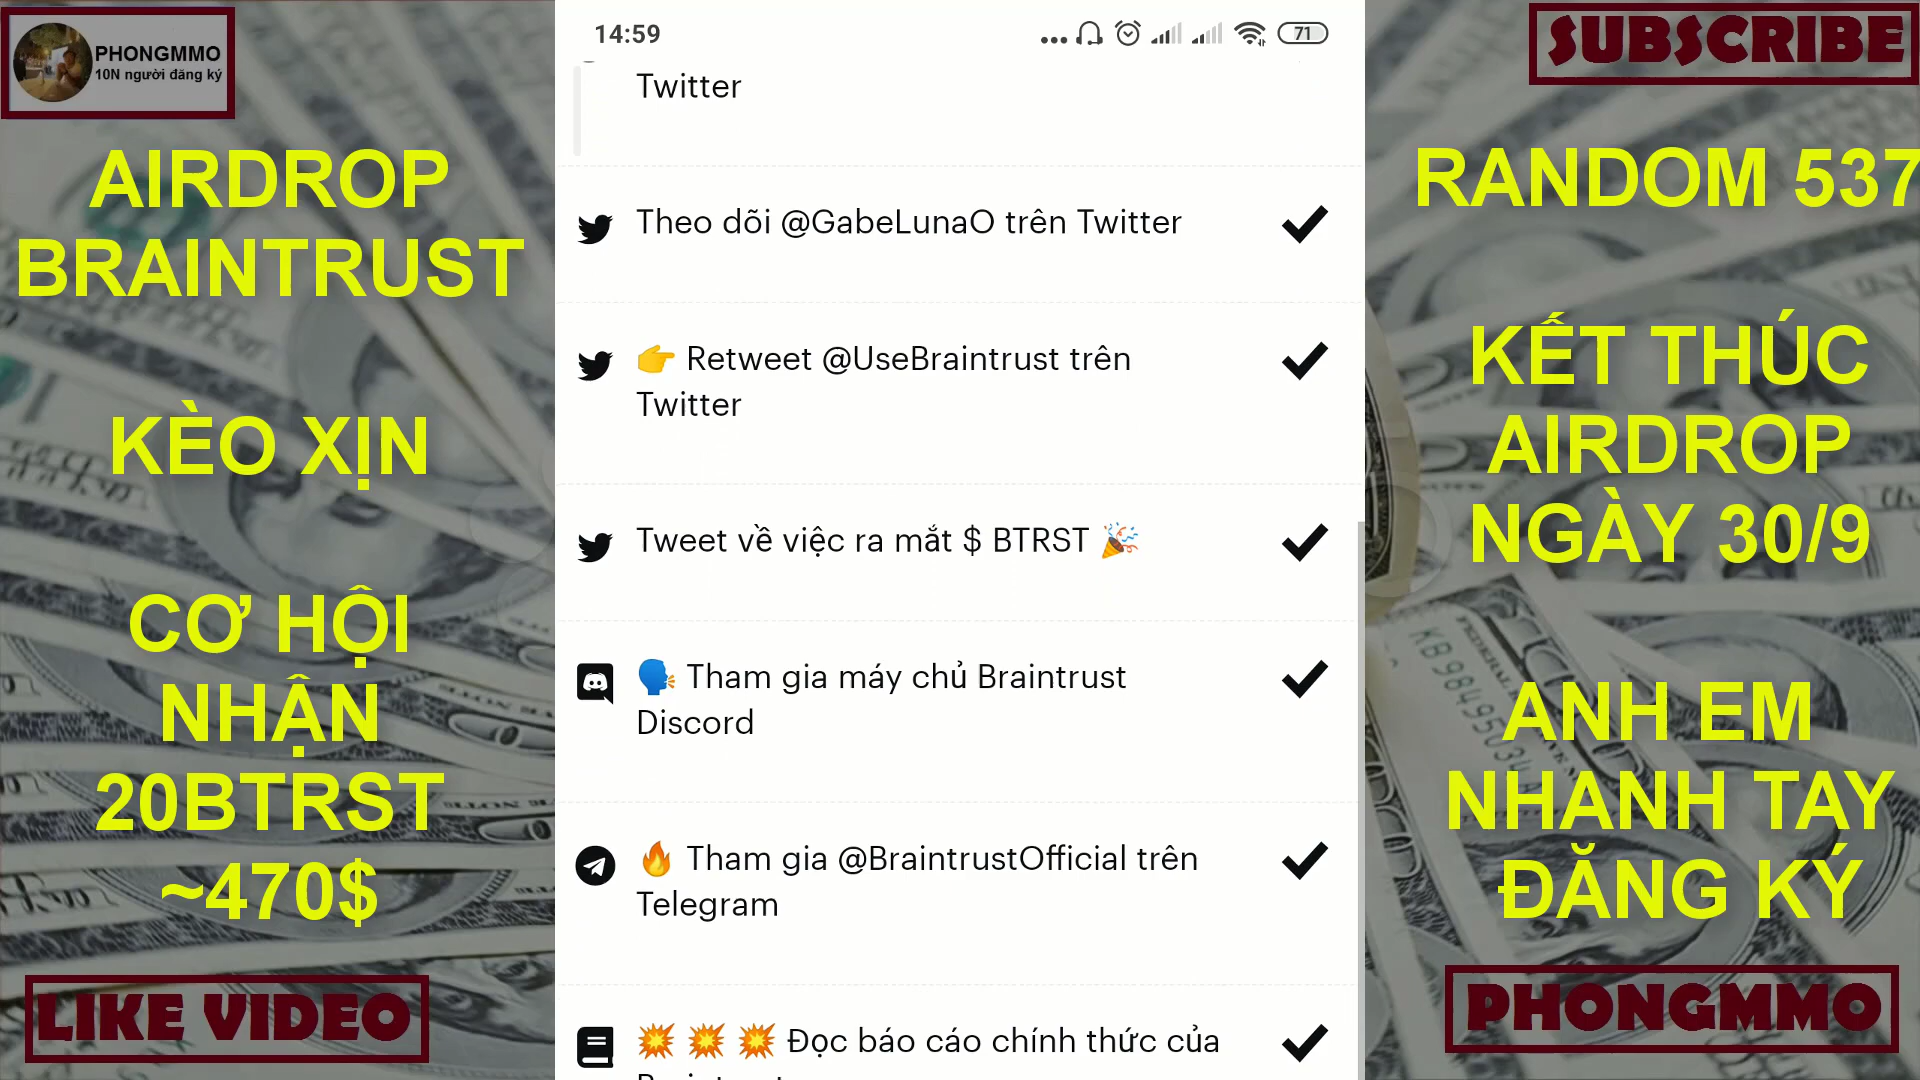 PHONGMMO
10N người đăng ký
AIRDROP
BRAINTRUST
KÈO XỊN
CƠ HỘI
NHẬN
20BTRST
~470$
LIKE VIDEO
14:59
71
Twitter
Theo dõi @GabeLunaO trên Twitter
👉 Retweet @UseBraintrust trên
Twitter
Tweet về việc ra mắt $ BTRST 🎉
🗣️ Tham gia máy chủ Braintrust
Discord
🔥 Tham gia @BraintrustOfficial trên
Telegram
💥 💥 💥 Đọc báo cáo chính thức của
SUBSCRIBE
RANDOM 537
KẾT THÚC
AIRDROP
NGÀY 30/9
ANH EM
NHANH TAY
ĐĂNG KÝ
PHONGMMO